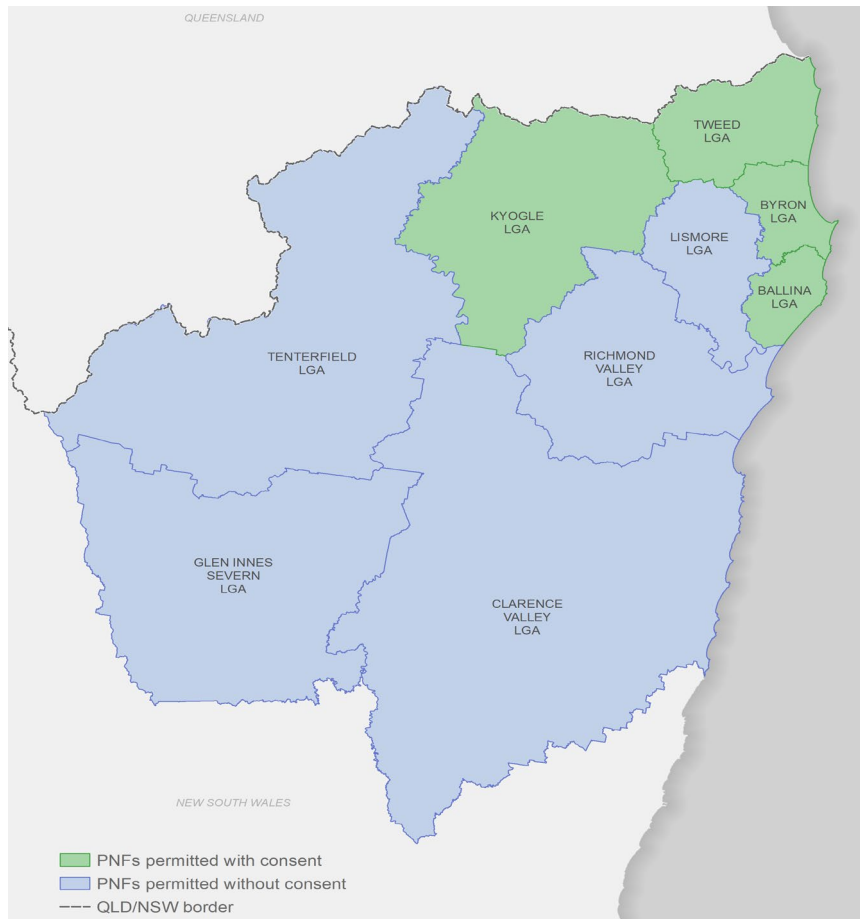 QUEENSLAND
TWEED
LGA
KYOGLE
LGA
BYRON
LGA
LISMORE
LGA
BALLINA
LGA
TENTERFIELD
LGA
RICHMOND
VALLEY
LGA
GLEN INNES
SEVERN
LGA
CLARENCE
VALLEY
LGA
NEW SOUTH WALES
PNFs permitted with consent
PNFs permitted without consent
QLD/NSW border